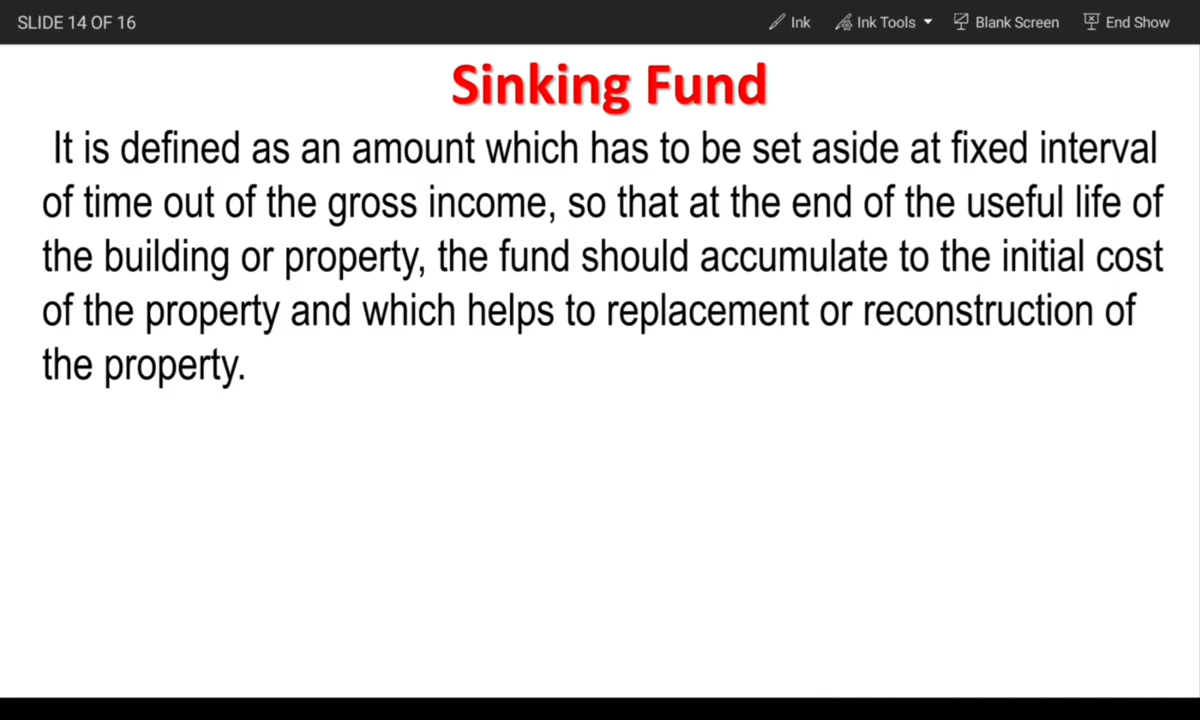 SLIDE 14 OF 16 Ink Ink Tools Blank Screen End Show
Sinking Fund
It is defined as an amount which has to be set aside at fixed interval
of time out of the gross income, so that at the end of the useful life of
the building or property, the fund should accumulate to the initial cost
of the property and which helps to replacement or reconstruction of
the property.